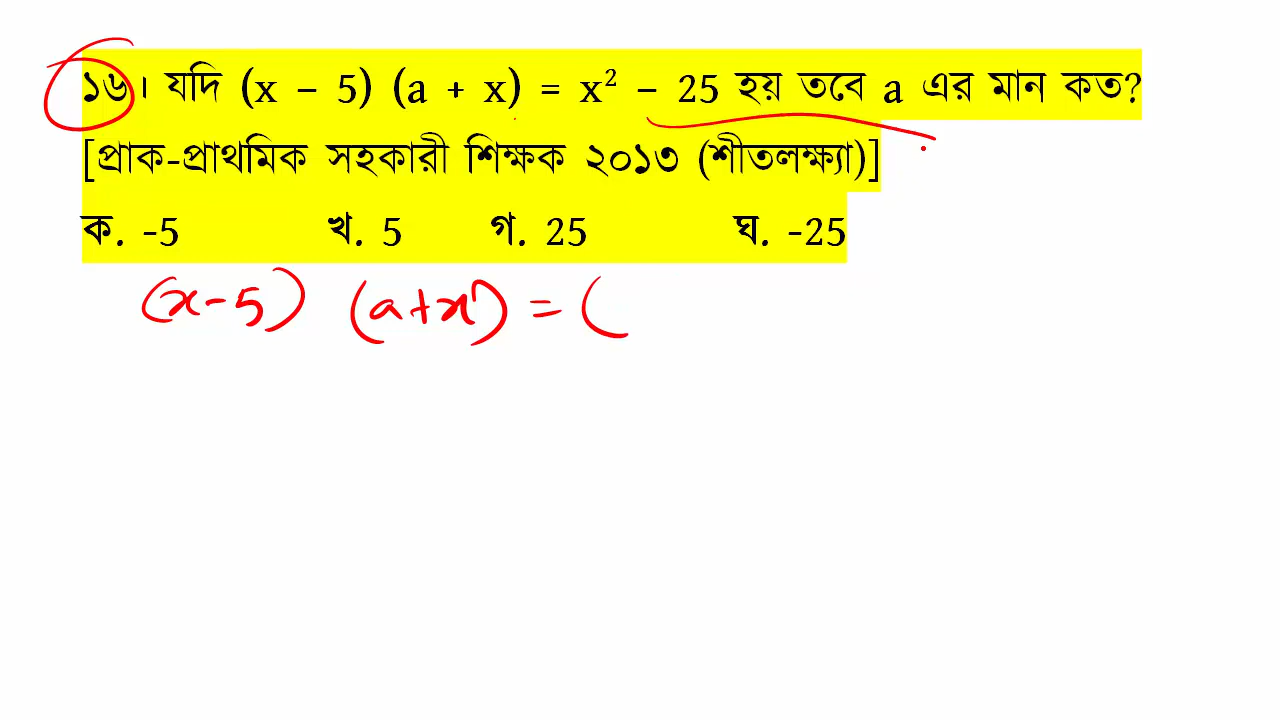 ১৬। যদি (x – 5) (a + x) = x² – 25 হয় তবে a এর মান কত?
[প্রাক-প্রাথমিক সহকারী শিক্ষক ২০১৩ (শীতলক্ষ্যা)]
ক. -5 খ. 5 গ. 25 ঘ. -25
(x-5) (a+x) = (